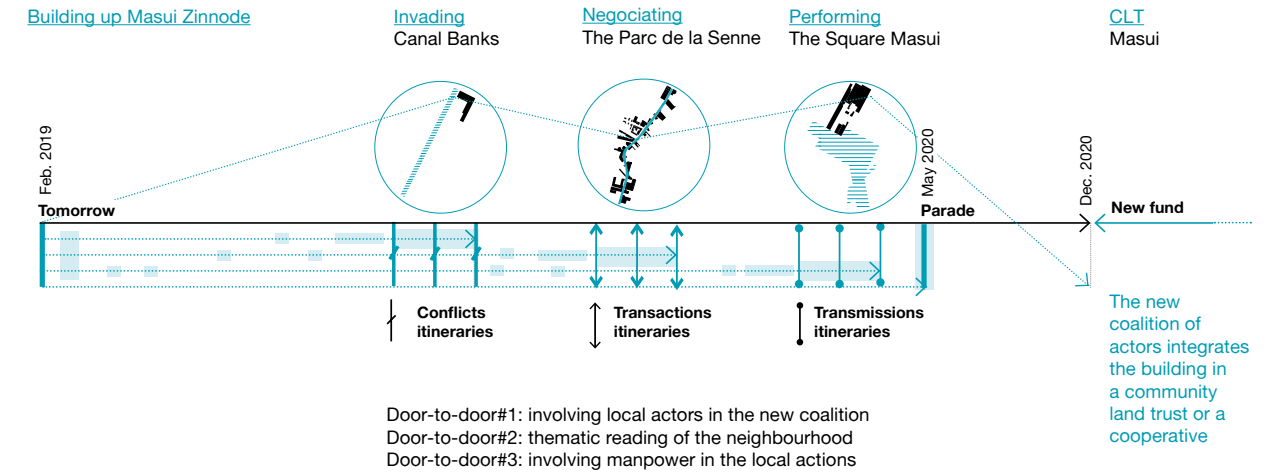 Building up Masui Zinnode
Invading
Canal Banks
Negociating
The Parc de la Senne
Performing
The Square Masui
CLT
Masui
Feb. 2019
May 2020
Dec. 2020
Tomorrow
Parade
New fund
Conflicts
itineraries
Transactions
itineraries
Transmissions
itineraries
The new
coalition of
actors integrates
the building in
a community
land trust or a
cooperative
Door-to-door#1: involving local actors in the new coalition
Door-to-door#2: thematic reading of the neighbourhood
Door-to-door#3: involving manpower in the local actions